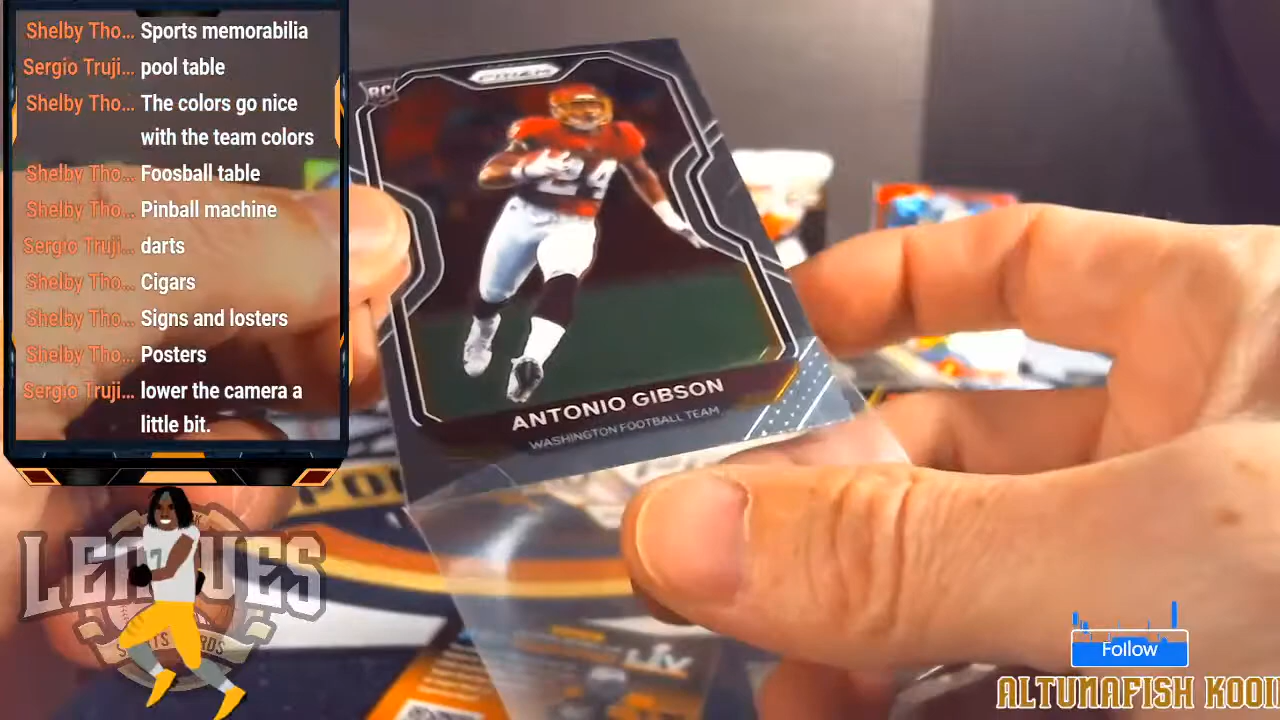 Shelby Tho... Sports memorabilia
Sergio Truji... pool table
Shelby Tho... The colors go nice
with the team colors
Shelby Tho... Foosball table
Shelby Tho... Pinball machine
Sergio Truji... darts
Shelby Tho... Cigars
Shelby Tho... Signs and losters
Shelby Tho... Posters
Sergio Truji... lower the camera a
little bit.
PRIZM
RC
24
ANTONIO GIBSON
WASHINGTON FOOTBALL TEAM
LEAGUES
LIV
Follow
ALTUNAFISH KOOI